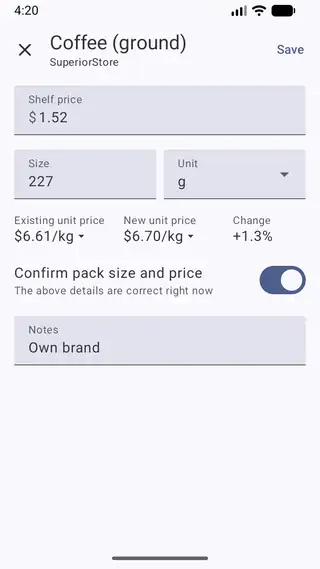 4:20
Coffee (ground)
SuperiorStore
Save
Shelf price
$1.52
Size
227
Unit
g
Existing unit price
$6.61/kg
New unit price
$6.70/kg
Change
+1.3%
Confirm pack size and price
The above details are correct right now
Notes
Own brand